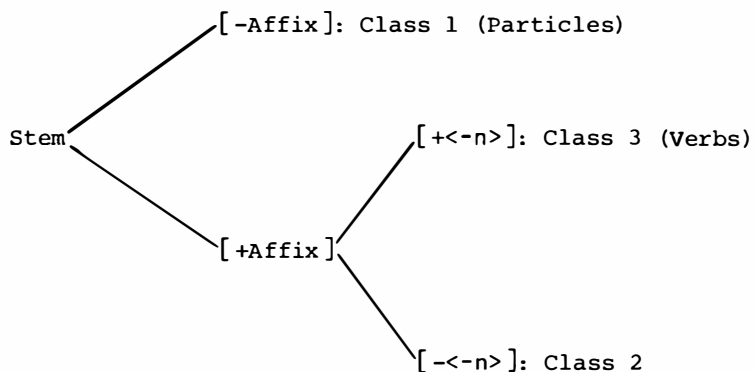 [-Affix]: Class 1 (Particles)
Stem
[+<-n>]: Class 3 (Verbs)
[+Affix]
[-<-n>]: Class 2